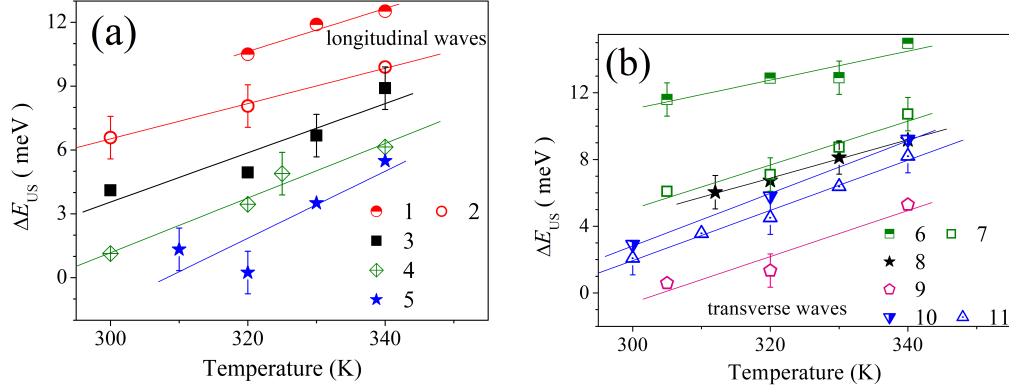 (a)
longitudinal waves
12
9
6
3
0
ΔE_US (meV)
1 2
3
4
5
300 320 340
Temperature (K)
(b)
12
8
4
0
ΔE_US (meV)
6 7
8
9
10 11
transverse waves
300 320 340
Temperature (K)